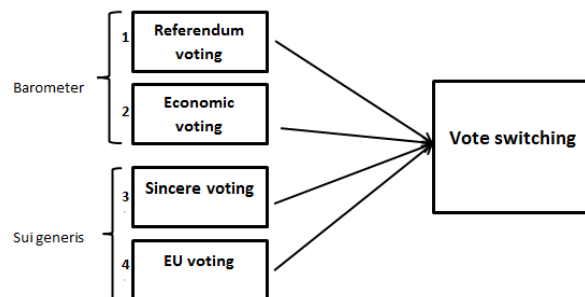 1
Referendum
voting
Barometer
2
Economic
voting
Vote switching
3
Sincere voting
Sui generis
4
EU voting